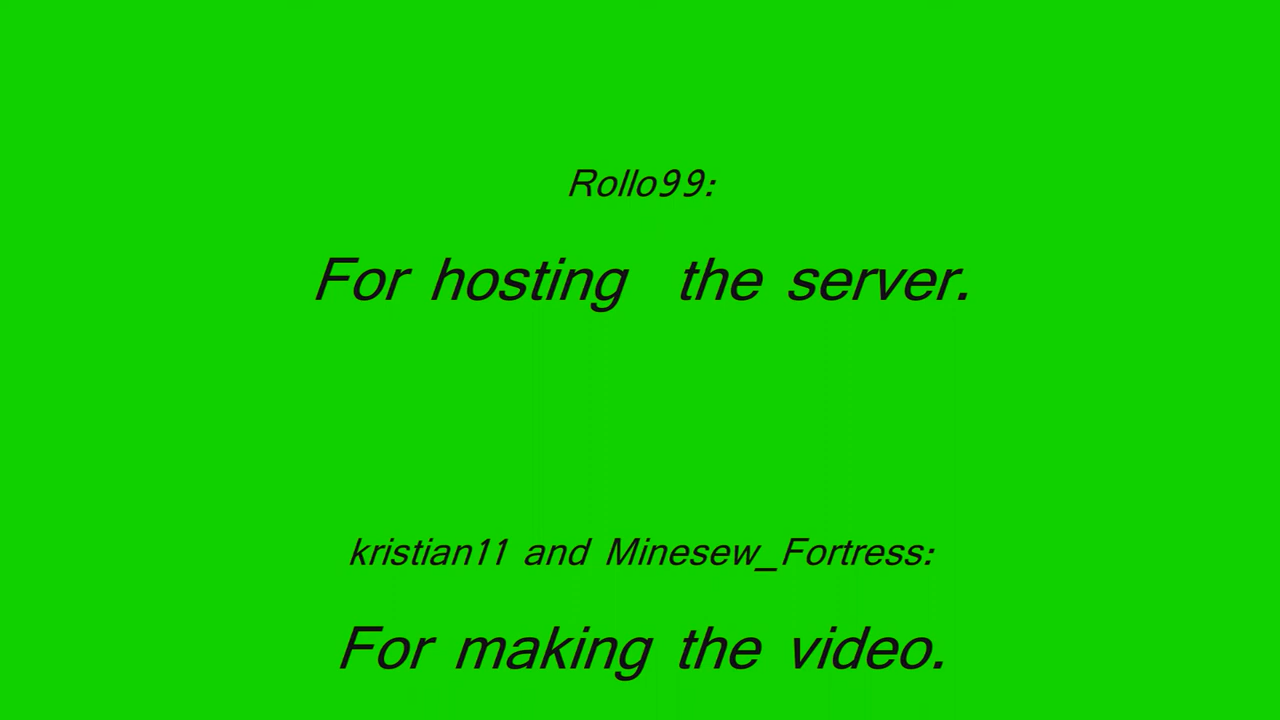 Rollo99:
For hosting  the server.
kristian11 and Minesew_Fortress:
For making the video.